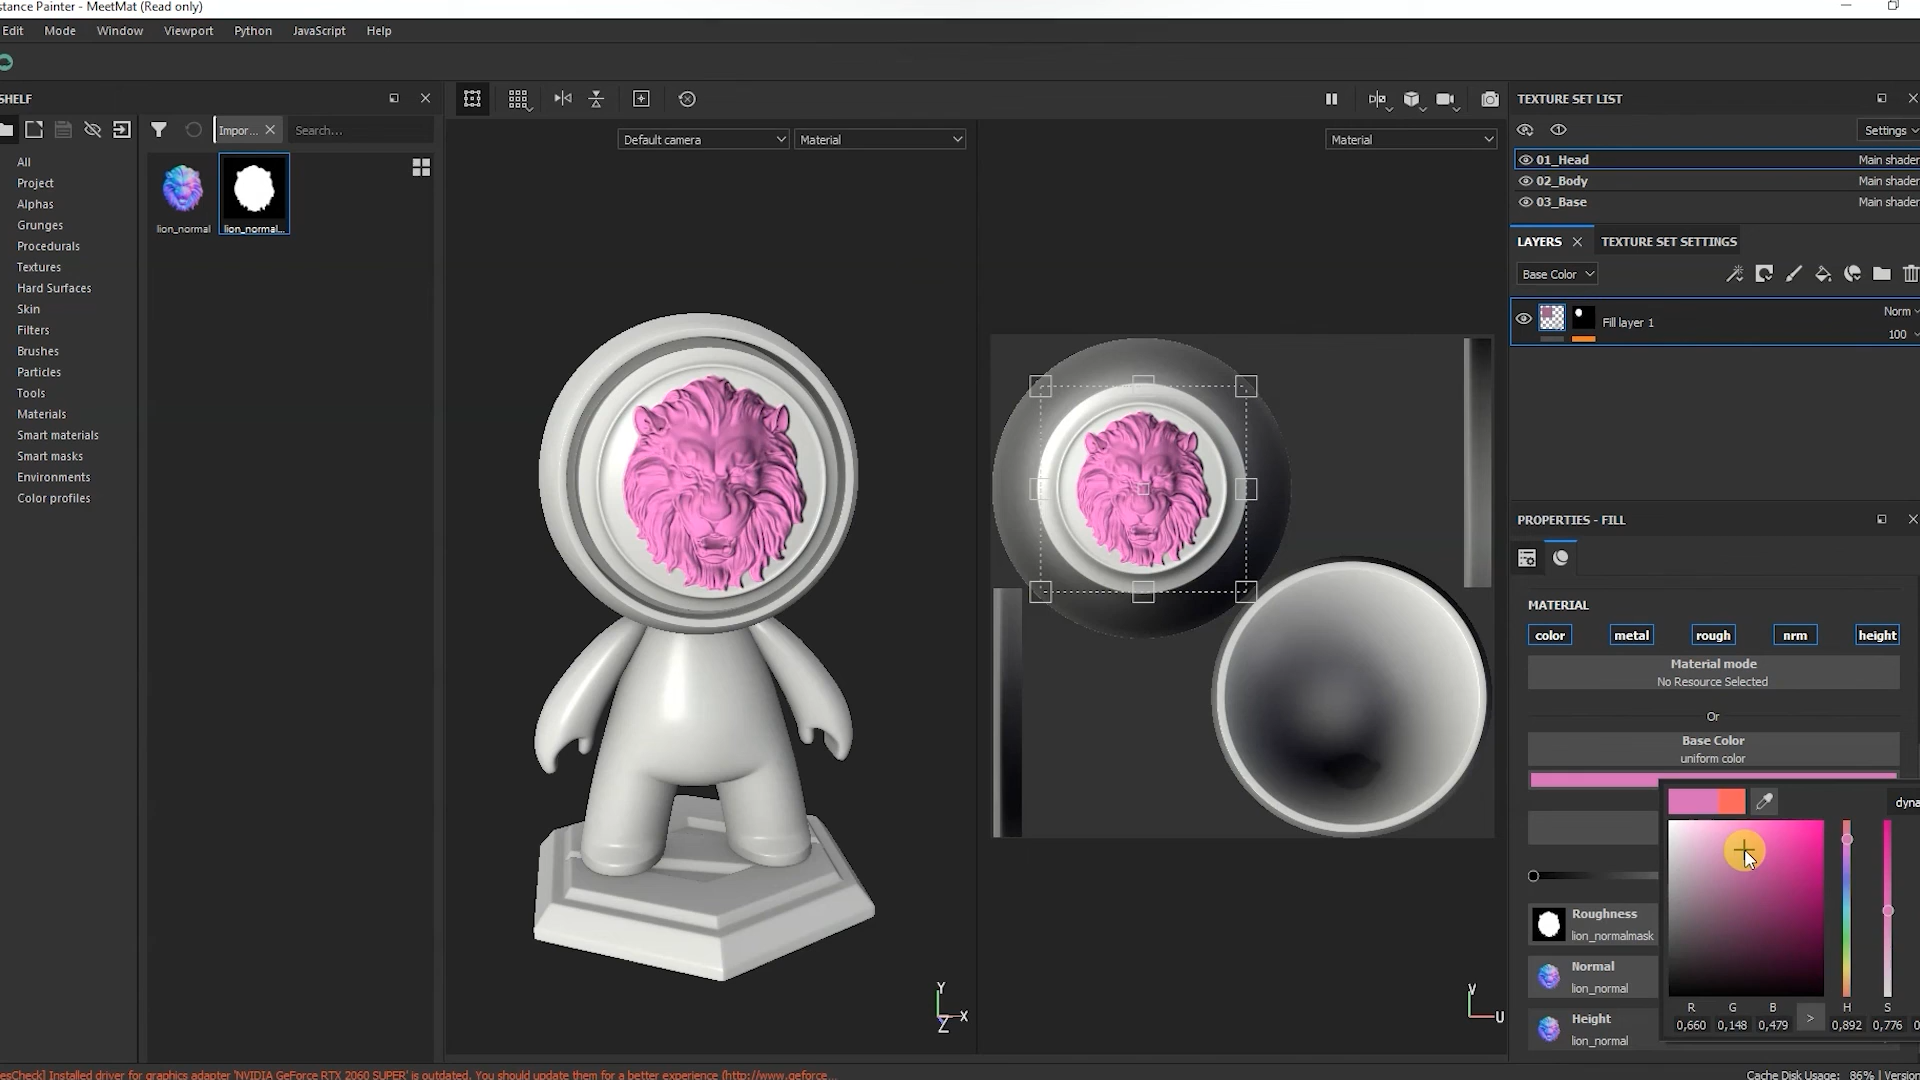 stance Painter - MeetMat (Read only)
Edit Mode Window Viewport Python JavaScript Help
SHELF
Impor... Search...
All
Project
Alphas
Grunges
Procedurals
Textures
Hard Surfaces
Skin
Filters
Brushes
Particles
Tools
Materials
Smart materials
Smart masks
Environments
Color profiles
lion_normal lion_normal...
Default camera Material Material
Y
X
Z
V
U
TEXTURE SET LIST
Settings
01_Head Main shader
02_Body Main shader
03_Base Main shader
LAYERS TEXTURE SET SETTINGS
Base Color
Fill layer 1 Norm
100
PROPERTIES - FILL
MATERIAL
color metal rough nrm height
Material mode
No Resource Selected
Or
Base Color
uniform color
dyna
Roughness
lion_normalmask
Normal
lion_normal
Height
lion_normal
R G B H S
0,660 0,148 0,479 > 0,892 0,776 0
esCheck] Installed driver for graphics adapter 'NVIDIA GeForce RTX 2060 SUPER' is outdated. You should update them for a better experience (http://www.geforce...
Cache Disk Usage: 86% | Version